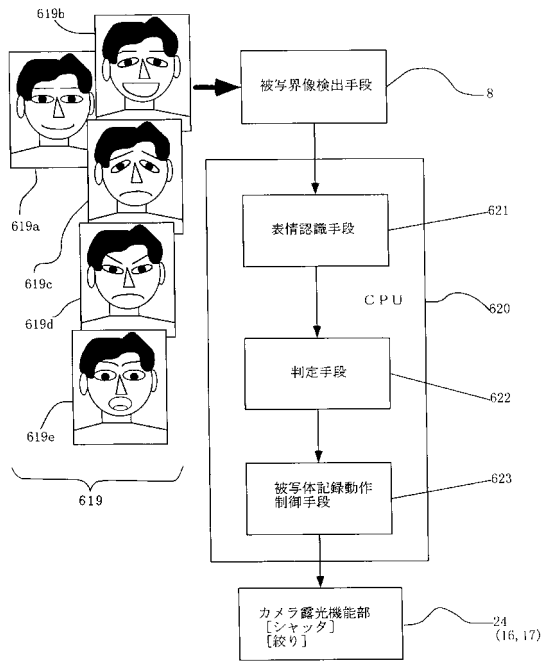 619b
被写界像検出手段
8
619a
表情認識手段
621
619c
CPU
620
619d
判定手段
622
619e
被写体記録動作
制御手段
623
619
カメラ露光機能部
[シャッタ]
[絞り]
24
(16,17)